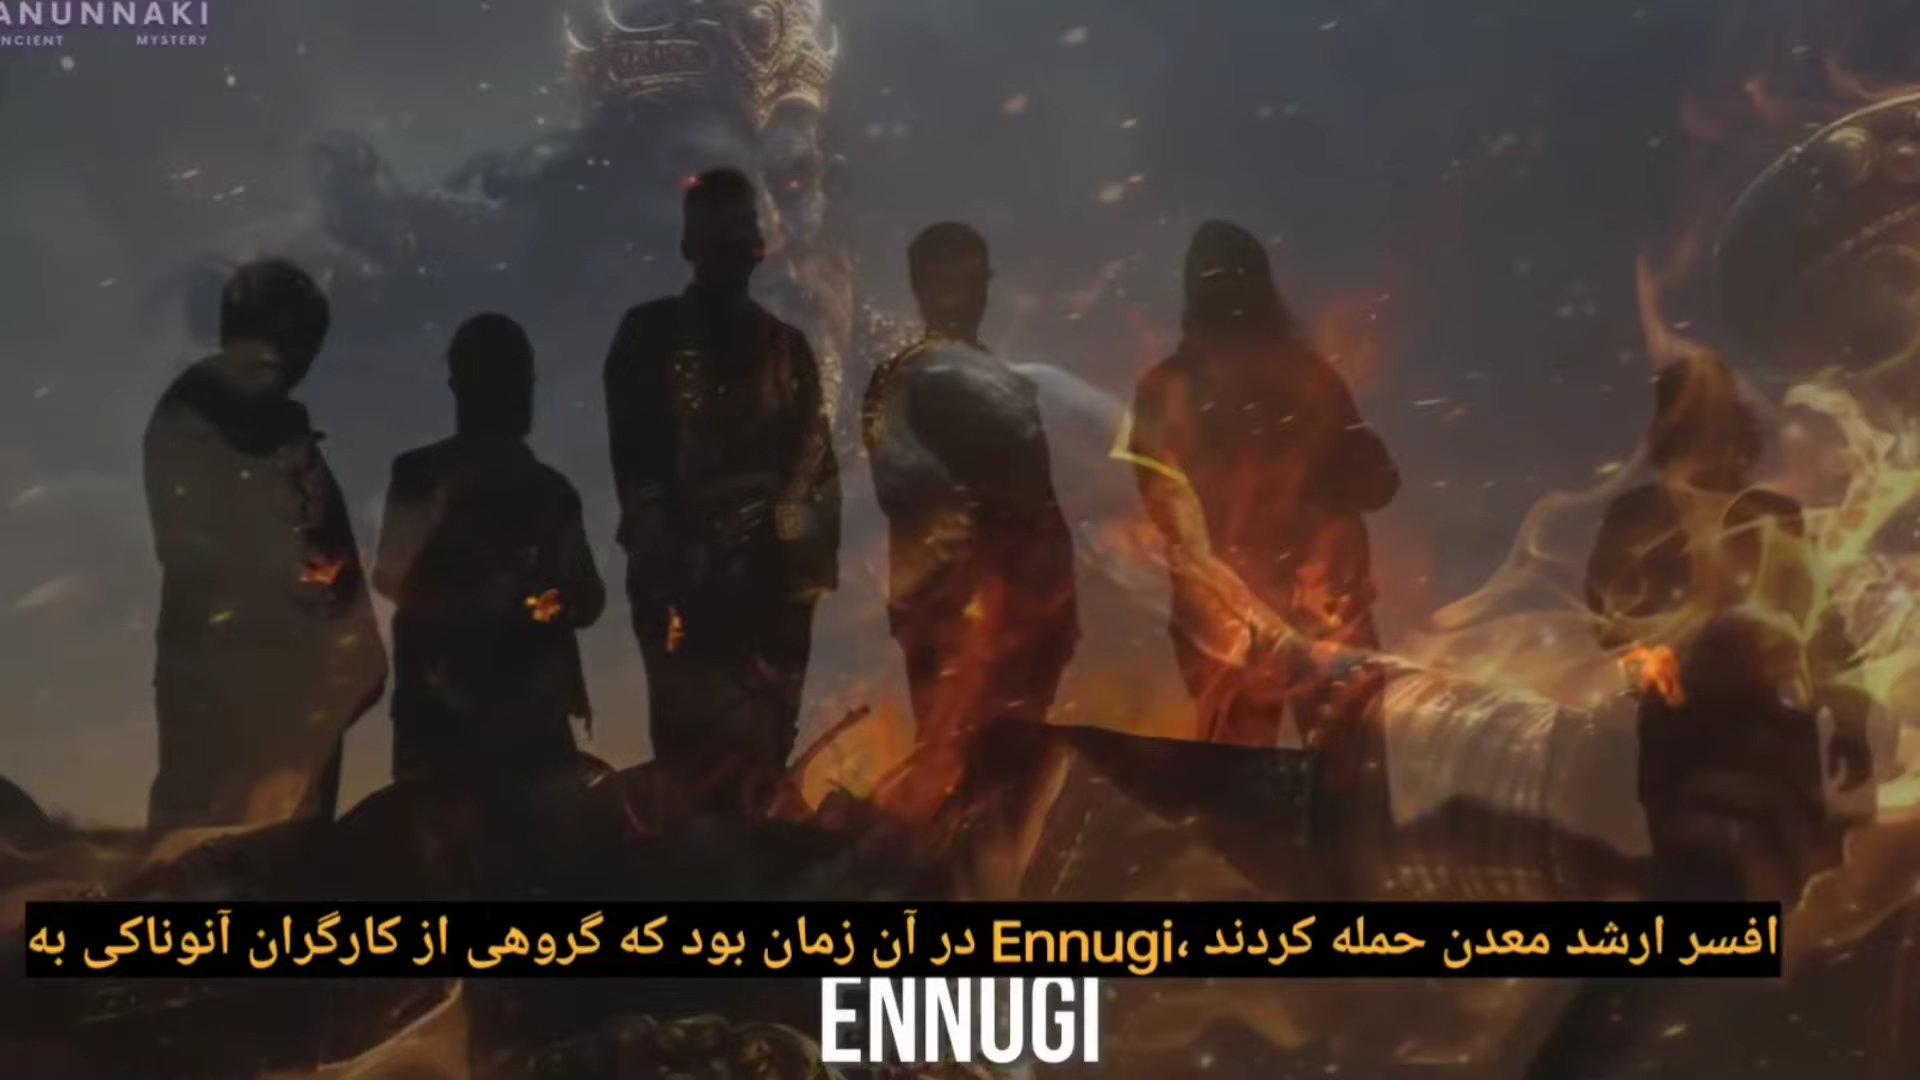 ANUNNAKI
NCIENT MYSTERY
در آن زمان بود که گروهی از کارگران آنوناکی به Ennugi، افسر ارشد معدن حمله کردند
ENNUGI